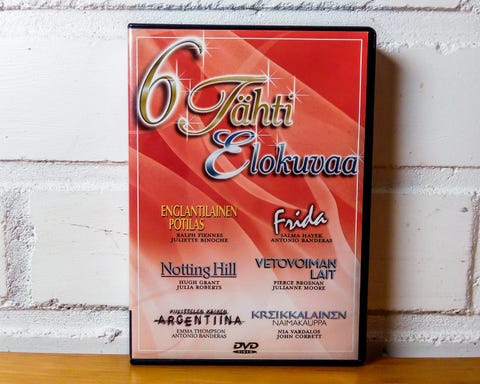 6 Tähti
Elokuvaa
ENGLANTILAINEN
POTILAS
RALPH FIENNES
JULIETTE BINOCHE
Frida
SALMA HAYEK
ANTONIO BANDERAS
Notting Hill
HUGH GRANT
JULIA ROBERTS
VETOVOIMAN
LAIT
PIERCE BROSNAN
JULIANNE MOORE
ARGENTIINA
EMMA THOMPSON
ANTONIO BANDERAS
KREIKKALAINEN
NAIMAKAUPPA
NIA VARDALOS
JOHN CORBETT
DVD
VIDEO